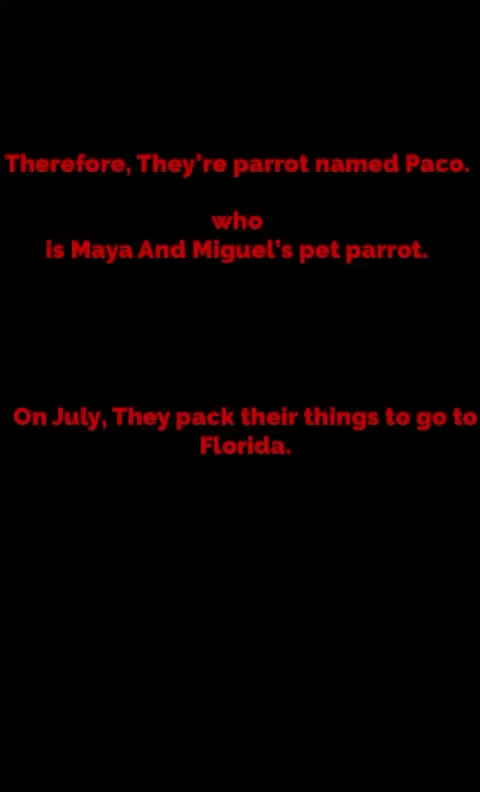 Therefore, They're parrot named Paco.
who
is Maya And Miguel's pet parrot.
On July, They pack their things to go to
Florida.